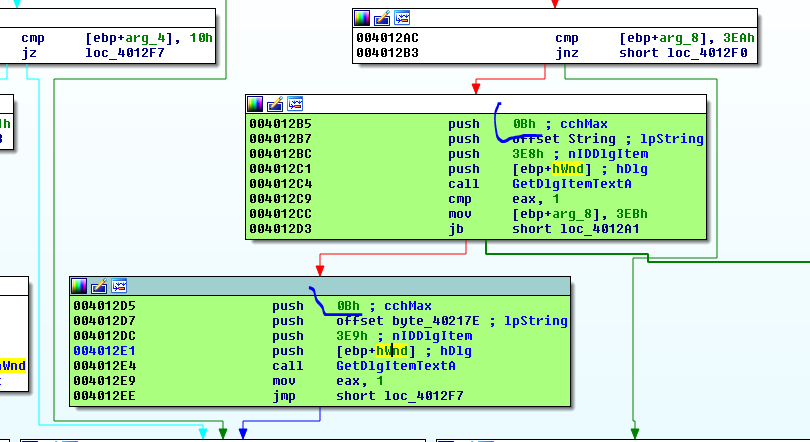 cmp [ebp+arg_4], 10h
jz loc_4012F7
004012AC cmp [ebp+arg_8], 3EAh
004012B3 jnz short loc_4012F0
004012B5 push 0Bh ; cchMax
004012B7 push offset String ; lpString
004012BC push 3E8h ; nIDDlgItem
004012C1 push [ebp+hWnd] ; hDlg
004012C4 call GetDlgItemTextA
004012C9 cmp eax, 1
004012CC mov [ebp+arg_8], 3EBh
004012D3 jb short loc_4012A1
004012D5 push 0Bh ; cchMax
004012D7 push offset byte_40217E ; lpString
004012DC push 3E9h ; nIDDlgItem
004012E1 push [ebp+hWnd] ; hDlg
004012E4 call GetDlgItemTextA
004012E9 mov eax, 1
004012EE jmp short loc_4012F7
hWnd